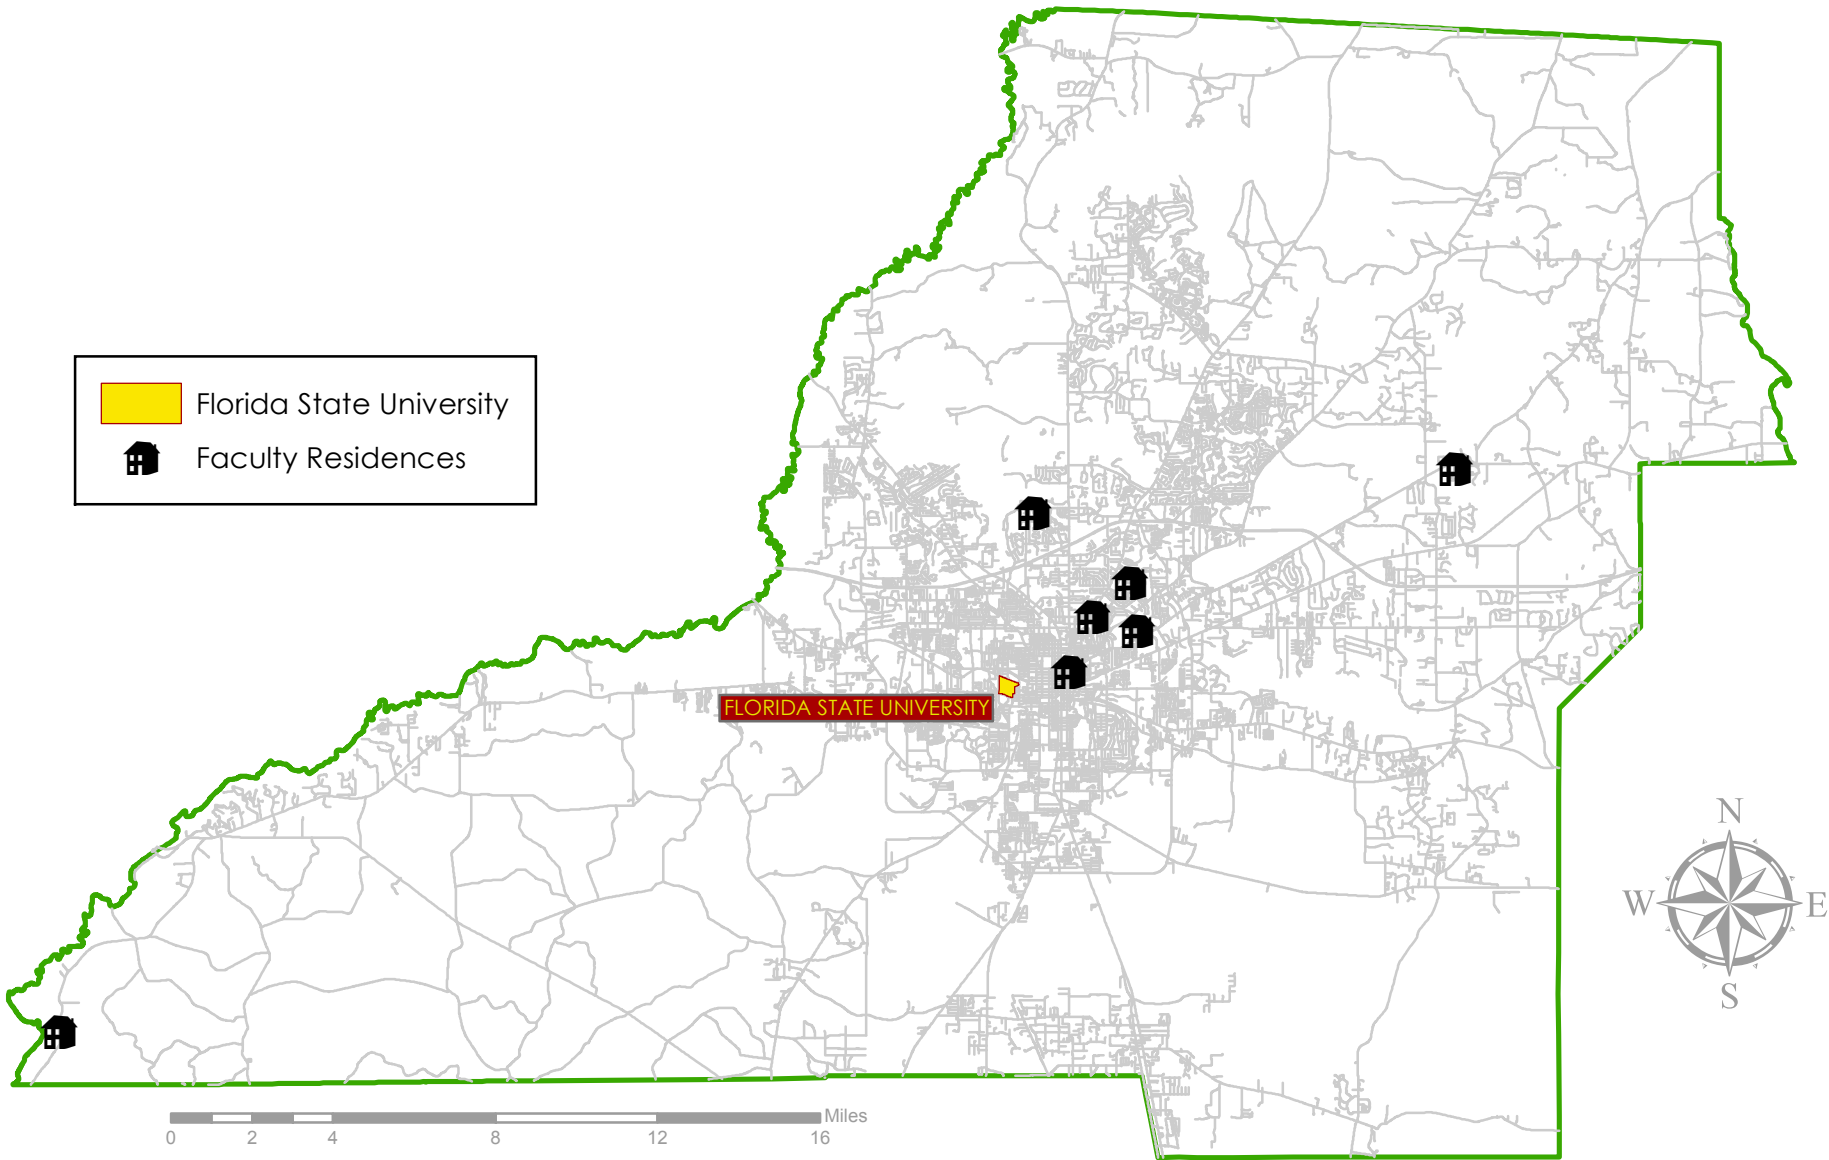 Florida State University
Faculty Residences
FLORIDA STATE UNIVERSITY
N
W E
S
Miles
0 2 4 8 12 16